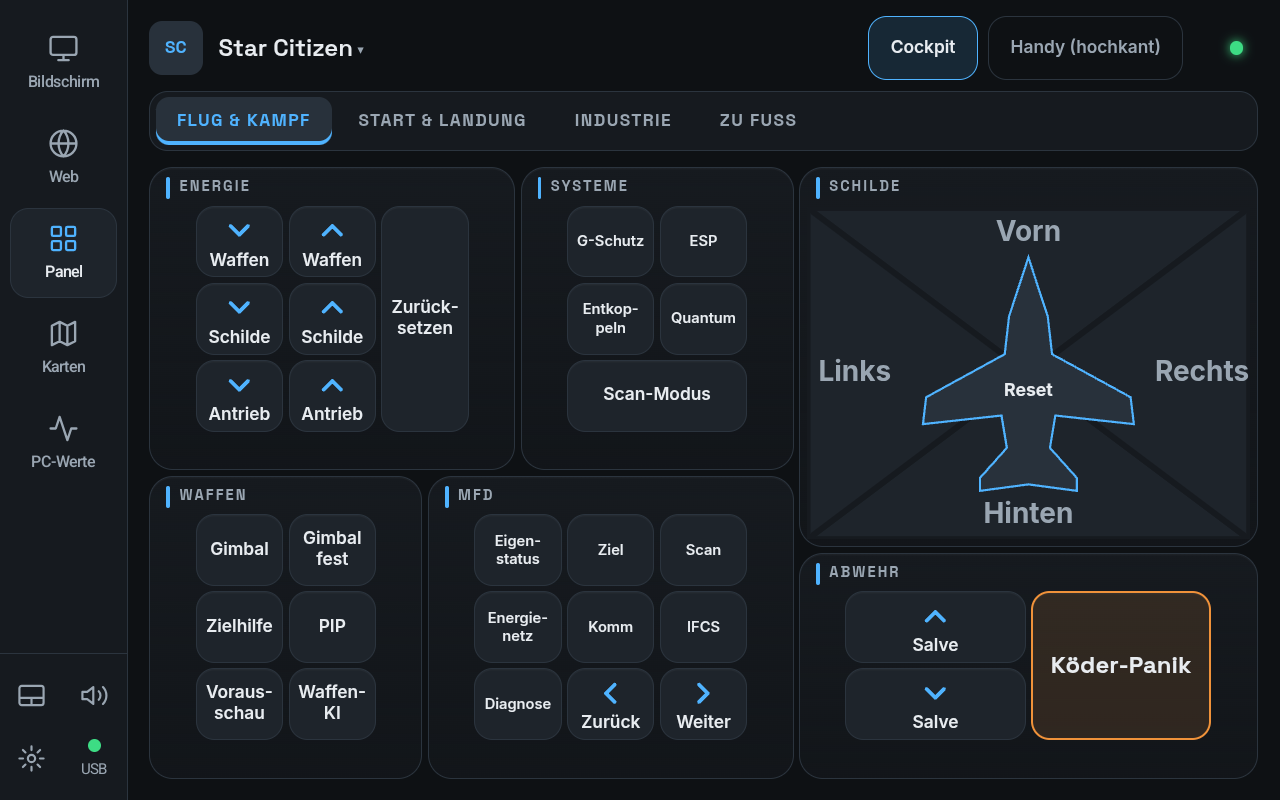 Bildschirm
Web
Panel
Karten
PC-Werte
USB
SC
Star Citizen
Cockpit
Handy (hochkant)
FLUG & KAMPF
START & LANDUNG
INDUSTRIE
ZU FUSS
ENERGIE
Waffen
Waffen
Schilde
Schilde
Antrieb
Antrieb
Zurück-
setzen
SYSTEME
G-Schutz
ESP
Entkop-
peln
Quantum
Scan-Modus
SCHILDE
Vorn
Links
Reset
Rechts
Hinten
WAFFEN
Gimbal
Gimbal
fest
Zielhilfe
PIP
Voraus-
schau
Waffen-
KI
MFD
Eigen-
status
Ziel
Scan
Energie-
netz
Komm
IFCS
Diagnose
Zurück
Weiter
ABWEHR
Salve
Salve
Köder-Panik